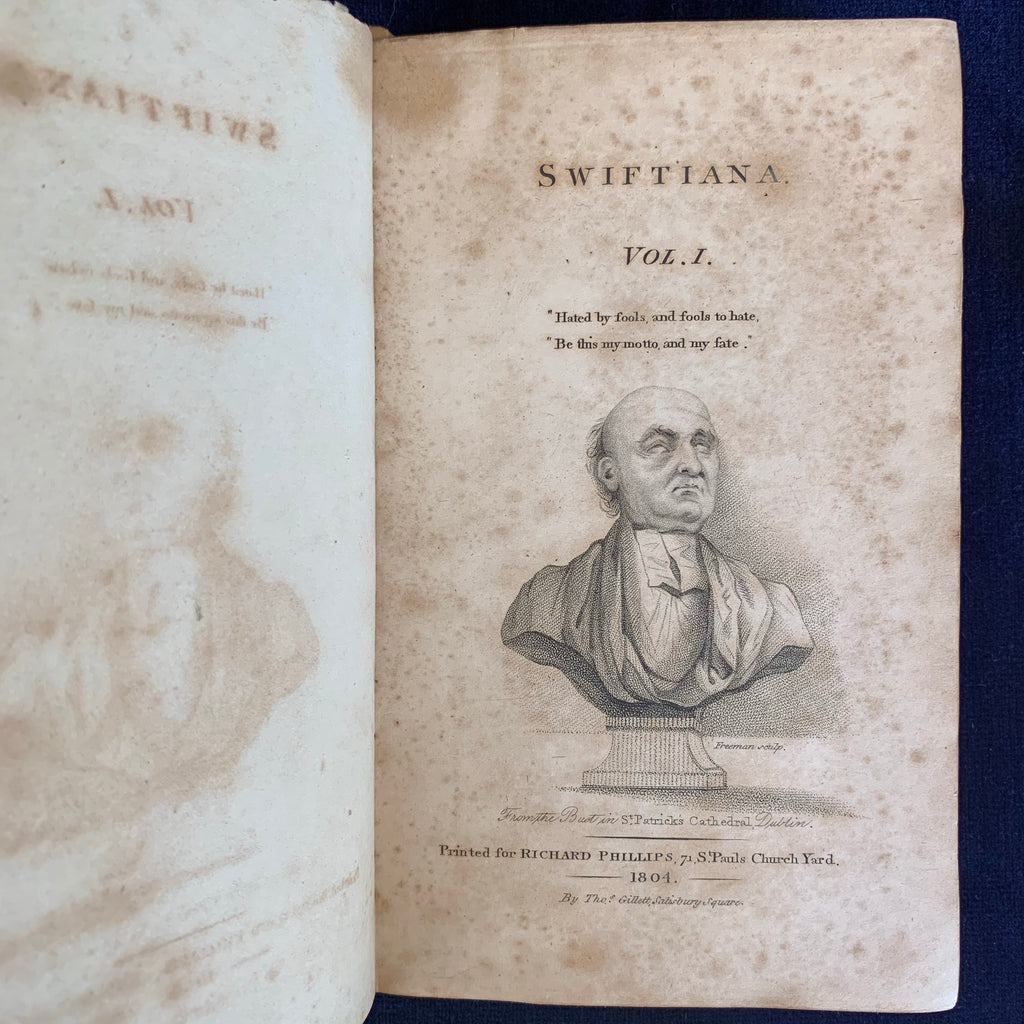 SWIFTIANA.
VOL. I.
"Hated by fools, and fools to hate,
"Be this my motto, and my fate."
Freeman sculp.
From the Bust in St. Patrick's Cathedral, Dublin.
Printed for RICHARD PHILLIPS, 71, St. Pauls Church Yard.
1804.
By Thos. Gillett, Salisbury Square.